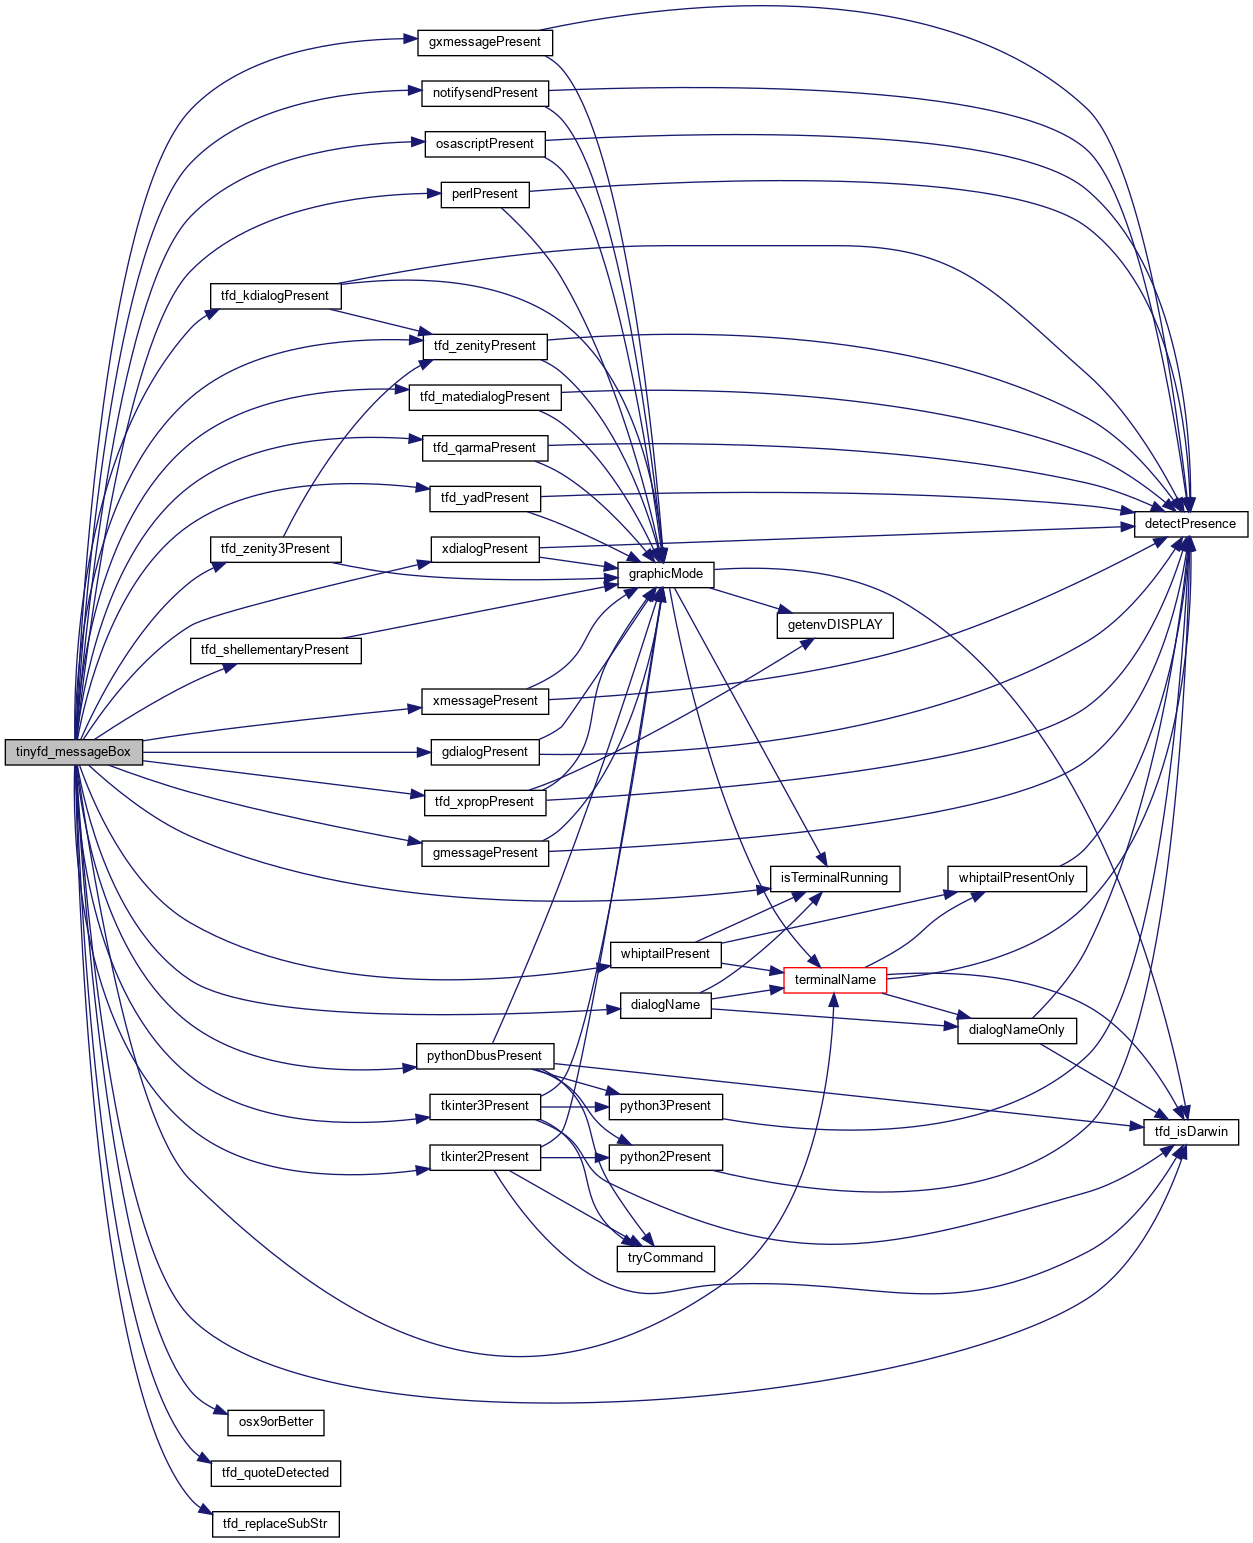 gxmessagePresent
notifysendPresent
osascriptPresent
perlPresent
tfd_kdialogPresent
tfd_zenityPresent
tfd_matedialogPresent
tfd_qarmaPresent
tfd_yadPresent
detectPresence
tfd_zenity3Present
xdialogPresent
graphicMode
getenvDISPLAY
tfd_shellementaryPresent
xmessagePresent
tinyfd_messageBox
gdialogPresent
tfd_xpropPresent
gmessagePresent
isTerminalRunning
whiptailPresentOnly
whiptailPresent
terminalName
dialogName
dialogNameOnly
pythonDbusPresent
tkinter3Present
python3Present
tfd_isDarwin
tkinter2Present
python2Present
tryCommand
osx9orBetter
tfd_quoteDetected
tfd_replaceSubStr